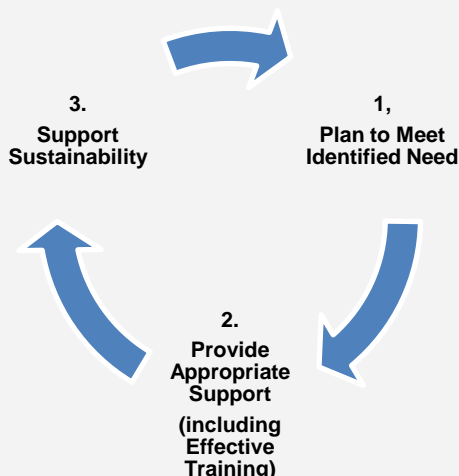 3.
Support
Sustainability
1,
Plan to Meet
Identified Need
2.
Provide
Appropriate
Support
(including
Effective
Training)